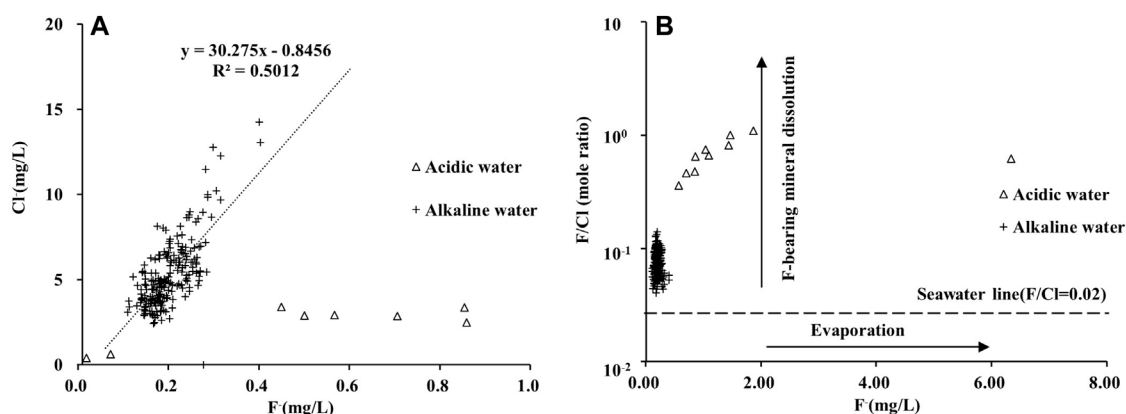 A
y = 30.275x - 0.8456
R² = 0.5012
Cl⁻(mg/L)
20
15
10
5
0
0.0 0.2 0.4 0.6 0.8 1.0
F⁻(mg/L)
△ Acidic water
+ Alkaline water
B
F/Cl (mole ratio)
10
10⁰
10⁻¹
10⁻²
F-bearing mineral dissolution
△ Acidic water
+ Alkaline water
Seawater line(F/Cl=0.02)
Evaporation
0.00 2.00 4.00 6.00 8.00
F⁻(mg/L)